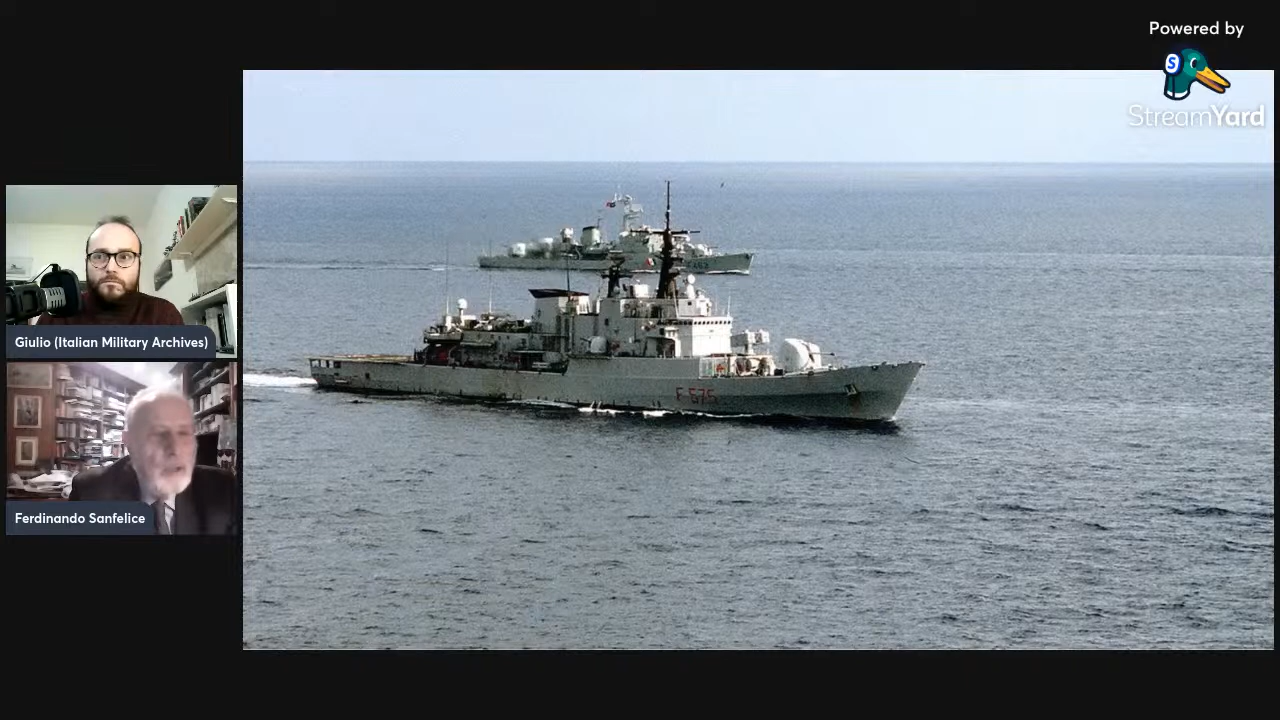 Powered by
S
StreamYard
Giulio (Italian Military Archives)
F 575
Ferdinando Sanfelice